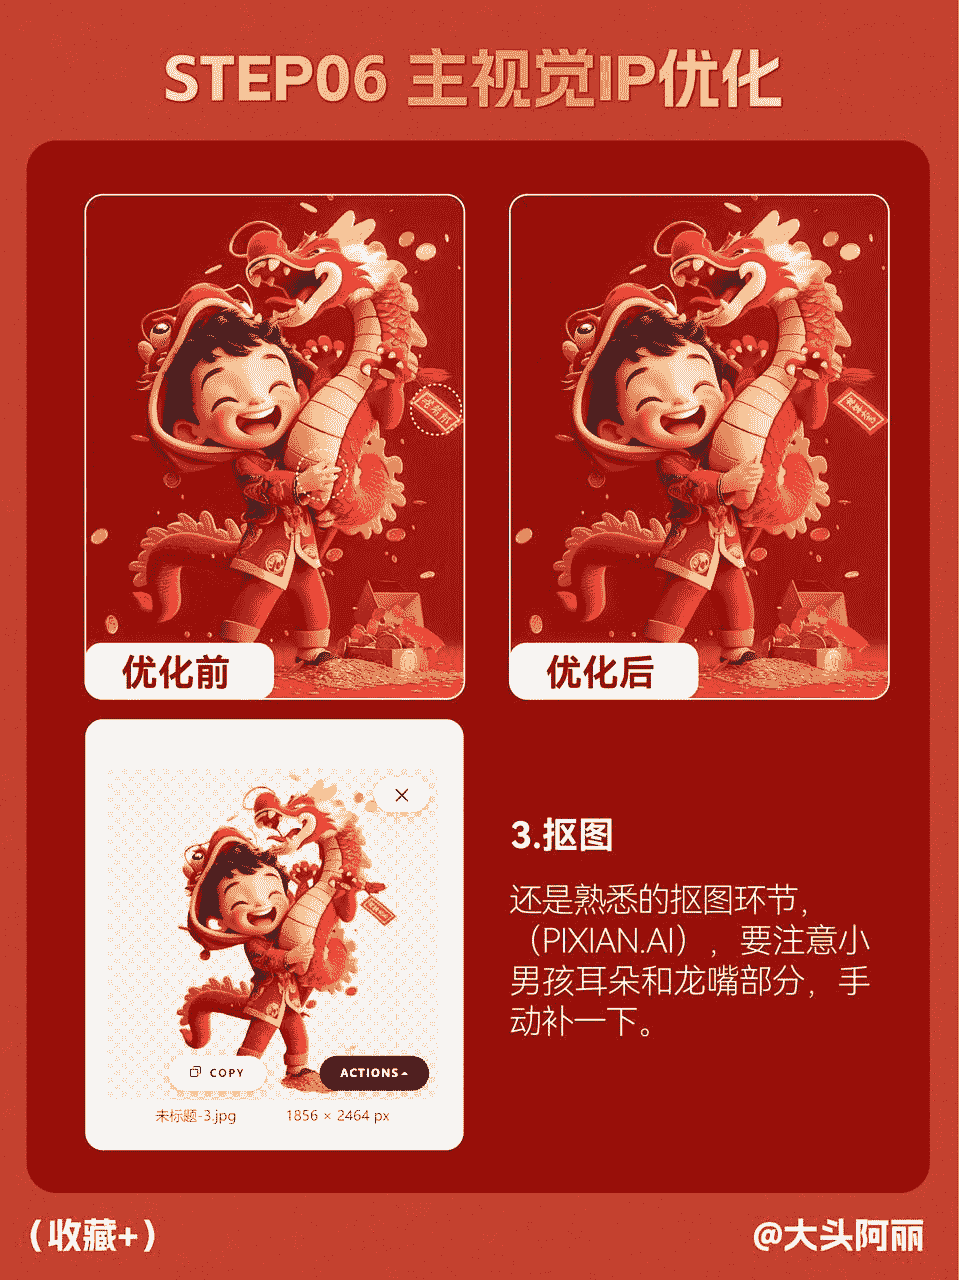 STEP06 主视觉IP优化
优化前
优化后
COPY
ACTIONS
未标题-3.jpg
1856 × 2464 px
3.抠图
还是熟悉的抠图环节，
（PIXIAN.AI），要注意小
男孩耳朵和龙嘴部分，手
动补一下。
（收藏+）
@大头阿丽